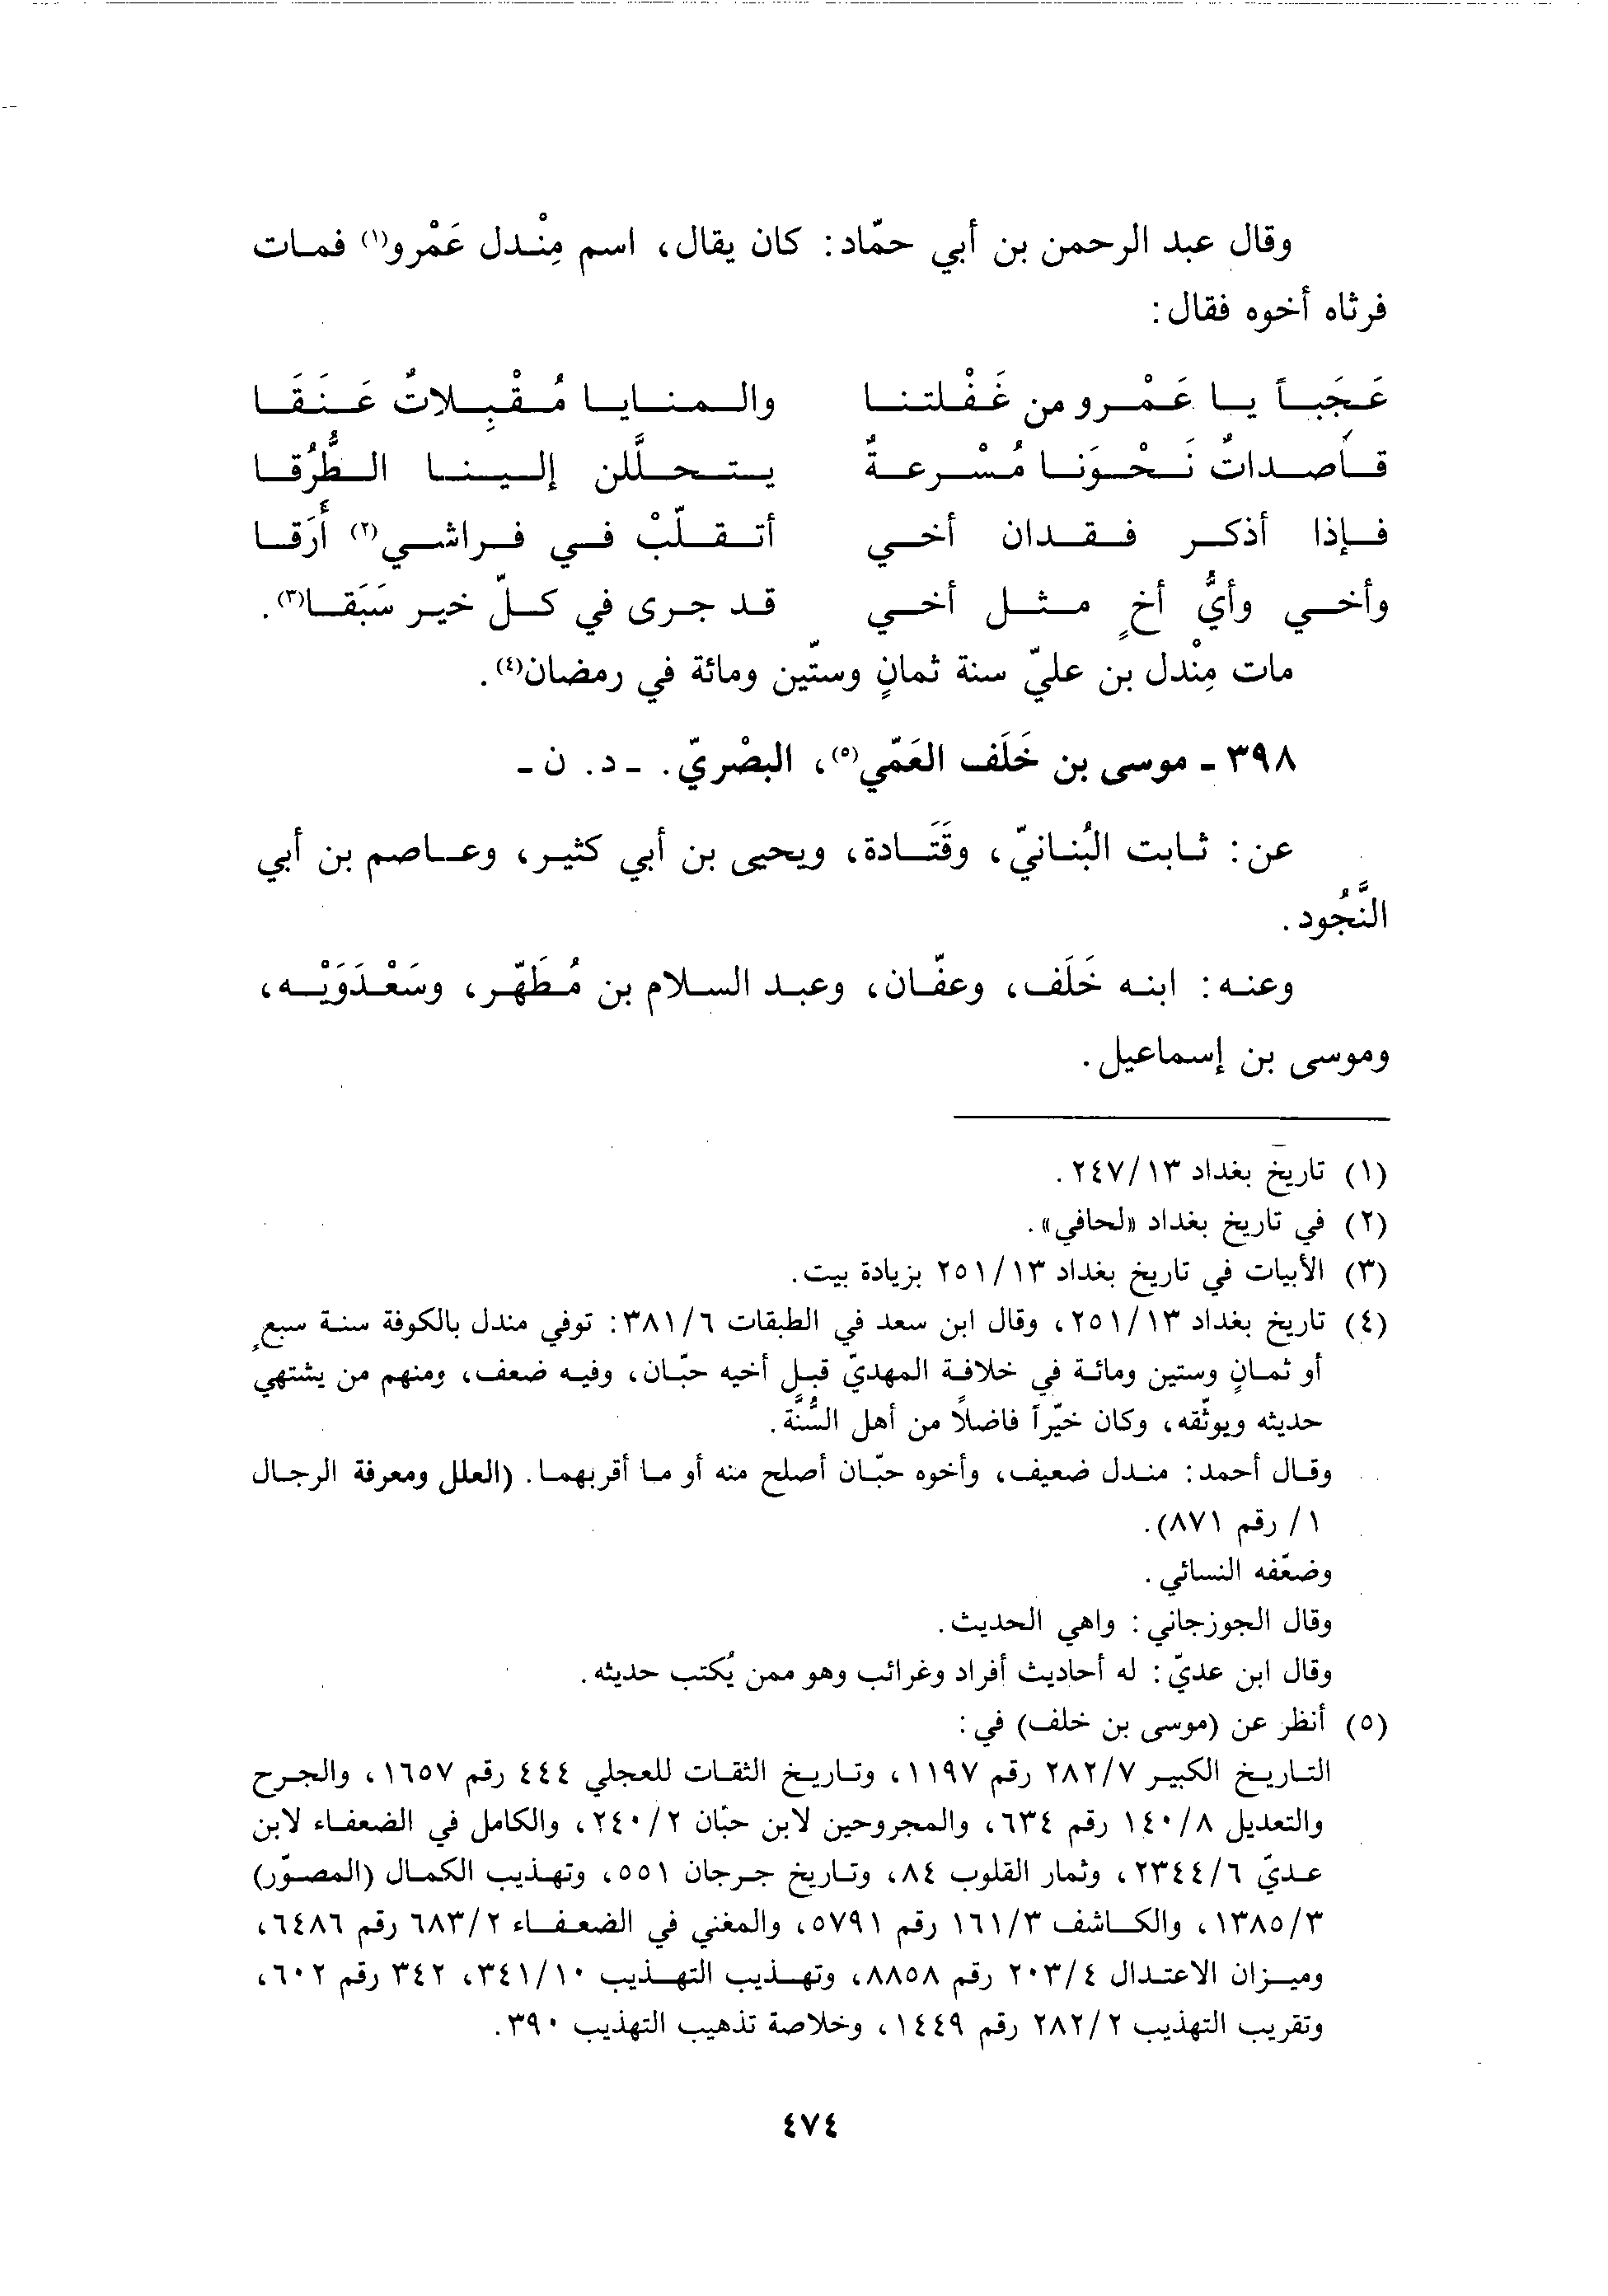 وقال عبد الرحمن بن أبي حمّاد: كان يقال، اسم مِنْدل عَمْرو(١) فمات
فرثاه أخوه فقال:
عَجَباً يا عَمْرو من غَفْلتنا والمنايا مُقْبِلاتٌ عَنَقَا
قاصداتٌ نَحْوَنا مُسْرعةٌ يتحلَّلن إلينا الطُّرُقا
فإذا أذكر فقدان أخي أتقلّبْ في فراشي(٢) أَرَقا
وأخي وأيُّ أخٍ مثل أخي قد جرى في كلّ خير سَبَقا(٣).
مات مِنْدل بن عليّ سنة ثمانٍ وستّين ومائة في رمضان(٤).
٣٩٨ ـ موسى بن خَلَف العَمّي(٥)، البصْريّ. ـ د. ن ـ
عن: ثابت البُنانيّ، وقَتَادة، ويحيى بن أبي كثير، وعاصم بن أبي
النَّجُود.
وعنه: ابنه خَلَف، وعفّان، وعبد السلام بن مُطَهّر، وسَعْدَوَيْه،
وموسى بن إسماعيل.
(١) تاريخ بغداد ٢٤٧/١٣.
(٢) في تاريخ بغداد «لحافي».
(٣) الأبيات في تاريخ بغداد ٢٥١/١٣ بزيادة بيت.
(٤) تاريخ بغداد ٢٥١/١٣، وقال ابن سعد في الطبقات ٣٨١/٦: توفي مندل بالكوفة سنة سبعٍ
أو ثمانٍ وستين ومائة في خلافة المهديّ قبل أخيه حبّان، وفيه ضعف، ومنهم من يشتهي
حديثه ويوثّقه، وكان خيّراً فاضلاً من أهل السُّنَّة.
وقال أحمد: مندل ضعيف، وأخوه حبّان أصلح منه أو ما أقربهما. (العلل ومعرفة الرجال
١/ رقم ٨٧١).
وضعّفه النسائي.
وقال الجوزجاني: واهي الحديث.
وقال ابن عديّ: له أحاديث أفراد وغرائب وهو ممن يُكتب حديثه.
(٥) أنظر عن (موسى بن خلف) في:
التاريخ الكبير ٢٨٢/٧ رقم ١١٩٧، وتاريخ الثقات للعجلي ٤٤٤ رقم ١٦٥٧، والجرح
والتعديل ١٤٠/٨ رقم ٦٣٤، والمجروحين لابن حبّان ٢٤٠/٢، والكامل في الضعفاء لابن
عديّ ٢٣٤٤/٦، وثمار القلوب ٨٤، وتاريخ جرجان ٥٥١، وتهذيب الكمال (المصوّر)
١٣٨٥/٣، والكاشف ١٦١/٣ رقم ٥٧٩١، والمغني في الضعفاء ٦٨٣/٢ رقم ٦٤٨٦،
وميزان الاعتدال ٢٠٣/٤ رقم ٨٨٥٨، وتهذيب التهذيب ٣٤١/١٠، ٣٤٢ رقم ٦٠٢،
وتقريب التهذيب ٢٨٢/٢ رقم ١٤٤٩، وخلاصة تذهيب التهذيب ٣٩٠.
٤٧٤